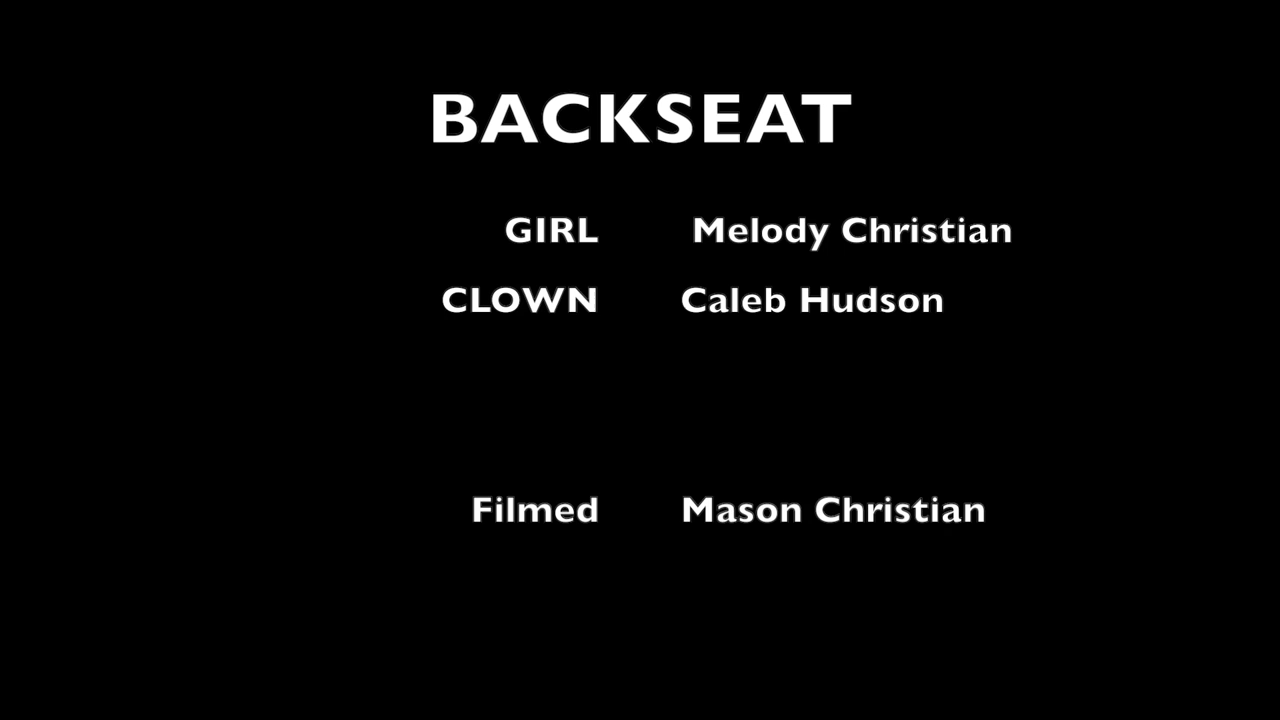 BACKSEAT
GIRL Melody Christian
CLOWN Caleb Hudson
Filmed Mason Christian